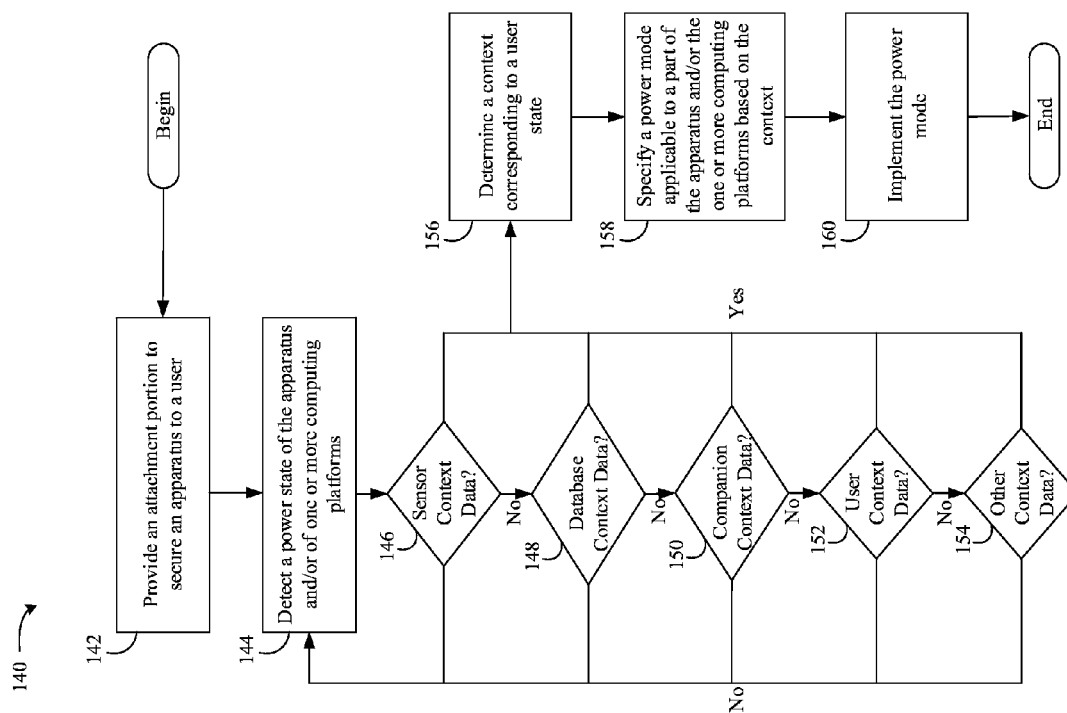 140
Begin
142
Provide an attachment portion to
secure an apparatus to a user
144
Detect a power state of the apparatus
and/or of one or more computing
platforms
146
Sensor
Context
Data?
No
148
Database
Context Data?
No
150
Companion
Context Data?
No
152
User
Context
Data?
No
154
Other
Context
Data?
No
Yes
156
Determine a context
corresponding to a user
state
158
Specify a power mode
applicable to a part of
the apparatus and/or the
one or more computing
platforms based on the
context
160
Implement the power
mode
End